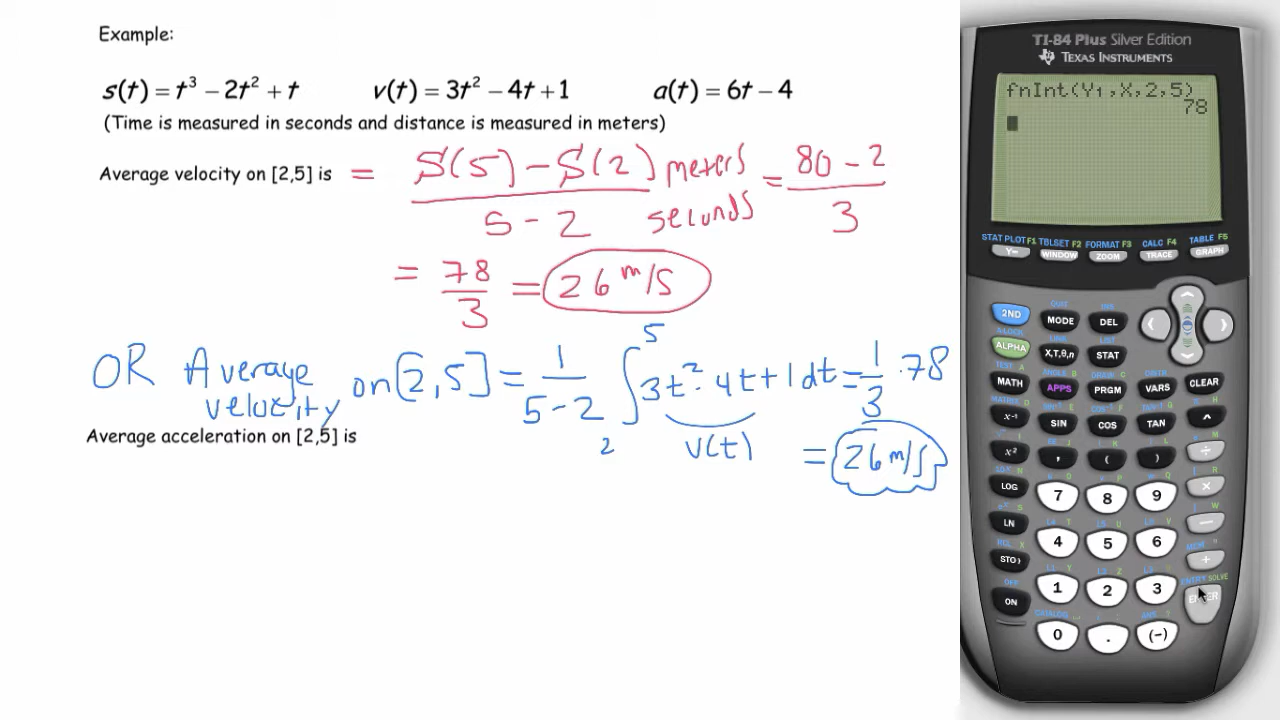 Example:
s(t) = t³ − 2t² + t    v(t) = 3t² − 4t + 1    a(t) = 6t − 4
(Time is measured in seconds and distance is measured in meters)
Average velocity on [2,5] is = S(5) − S(2) / 5 − 2 meters / seconds = 80 − 2 / 3
= 78 / 3 = 26 m/s
OR Average velocity on [2,5] = 1 / 5 − 2 ∫₂⁵ 3t² − 4t + 1 dt = 1/3 · 78
v(t)
= 26 m/s
Average acceleration on [2,5] is
TI-84 Plus Silver Edition
TEXAS INSTRUMENTS
fnInt(Y₁,X,2,5)
78
STAT PLOT F1 TBLSET F2 FORMAT F3 CALC F4 TABLE F5
Y= WINDOW ZOOM TRACE GRAPH
2ND MODE DEL
ALPHA X,T,θ,n STAT
MATH APPS PRGM VARS CLEAR
x⁻¹ SIN COS TAN ^
x² , ( ) ÷
LOG 7 8 9 ×
LN 4 5 6 −
STO› 1 2 3 +
OFF
ON 0 . (−)
CATALOG